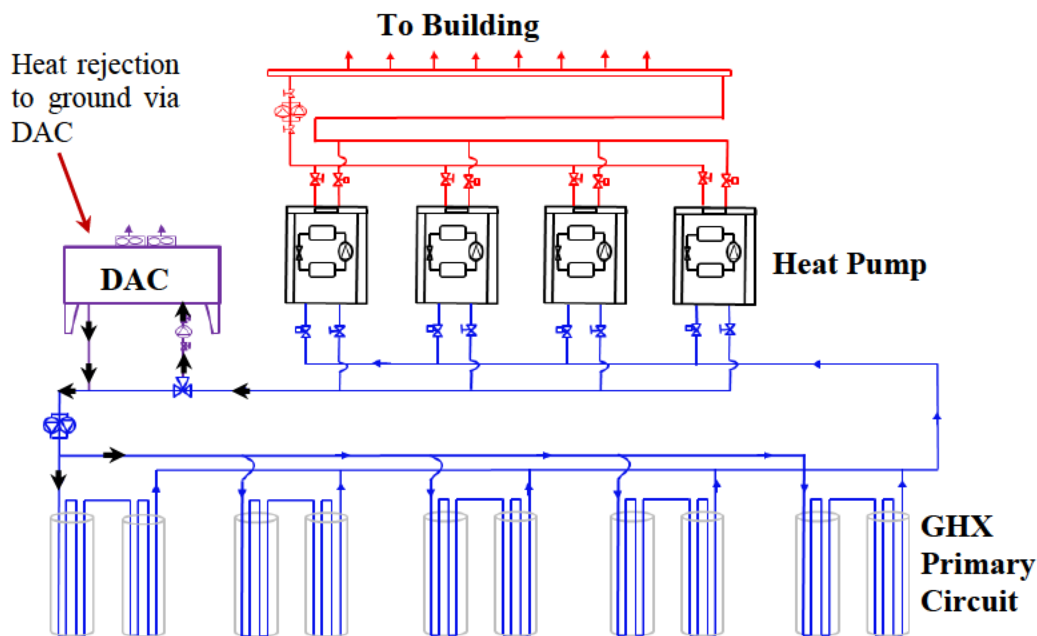 To Building
Heat rejection
to ground via
DAC
DAC
Heat Pump
GHX
Primary
Circuit